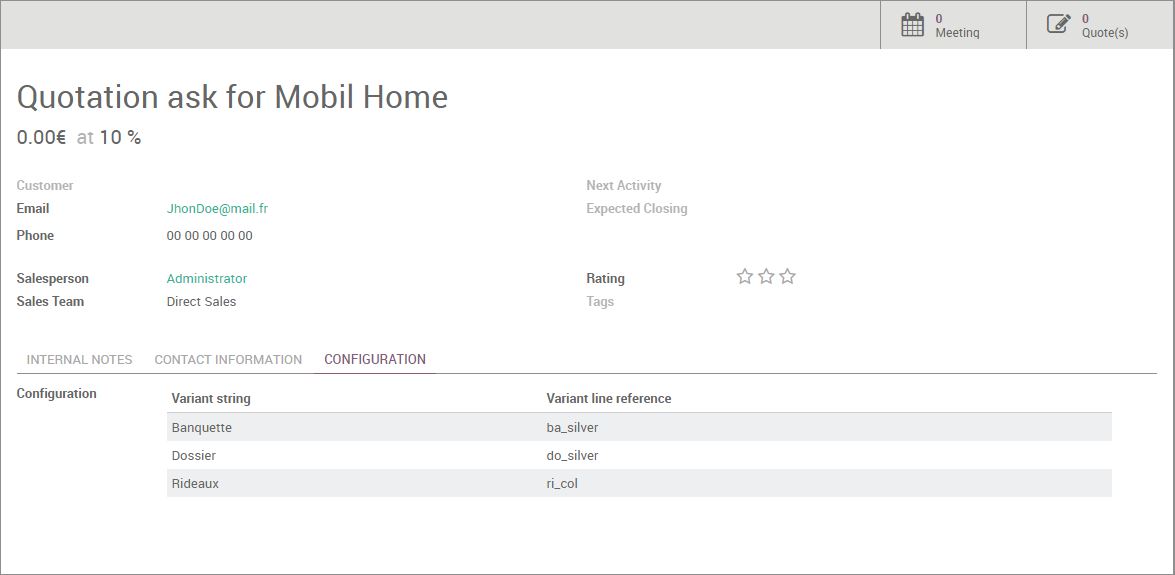 0
Meeting
0
Quote(s)
Quotation ask for Mobil Home
0.00€ at 10 %
Customer
Next Activity
Email JhonDoe@mail.fr
Expected Closing
Phone 00 00 00 00 00
Salesperson Administrator
Rating
Sales Team Direct Sales
Tags
INTERNAL NOTES CONTACT INFORMATION CONFIGURATION
Configuration
Variant string Variant line reference
Banquette ba_silver
Dossier do_silver
Rideaux ri_col